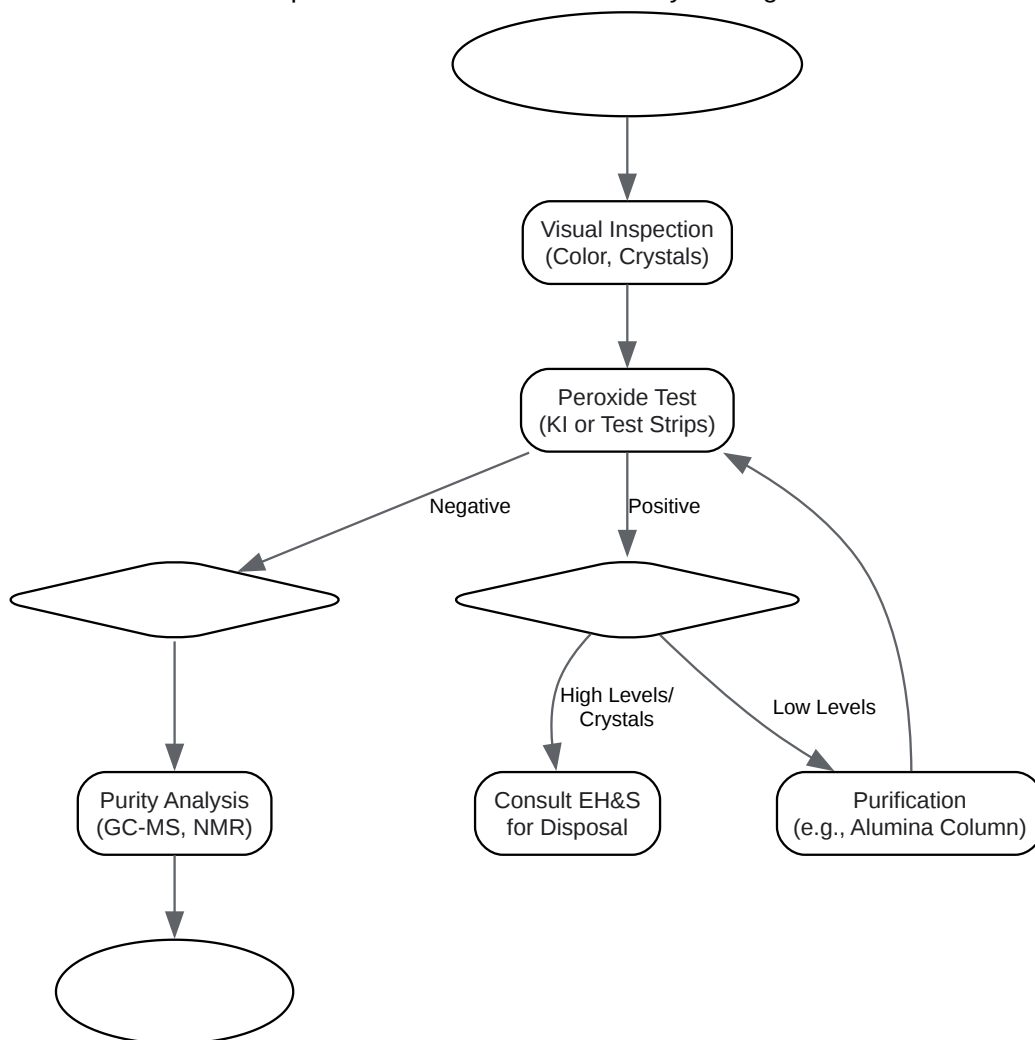 Visual Inspection
(Color, Crystals)
Peroxide Test
(KI or Test Strips)
Negative
Positive
High Levels/
Crystals
Low Levels
Purity Analysis
(GC-MS, NMR)
Consult EH&S
for Disposal
Purification
(e.g., Alumina Column)